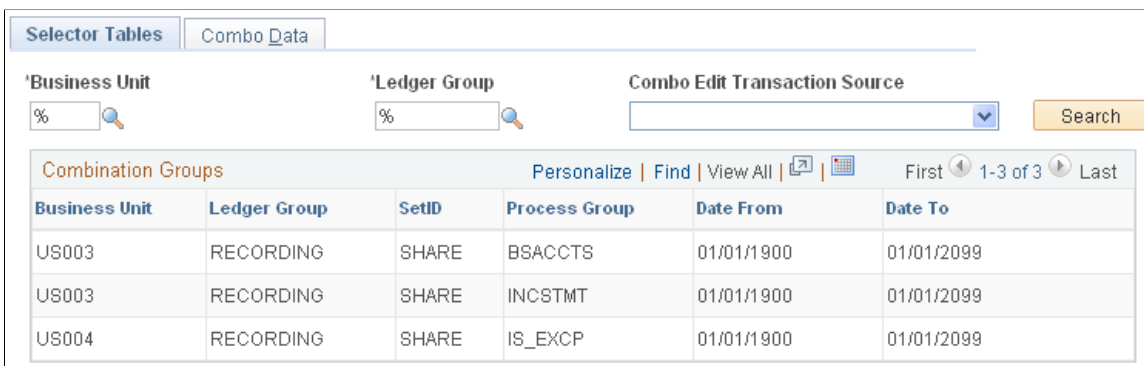 Selector Tables Combo Data
*Business Unit *Ledger Group Combo Edit Transaction Source
% % Search
Combination Groups Personalize | Find | View All | | First 1-3 of 3 Last
Business Unit Ledger Group SetID Process Group Date From Date To
US003 RECORDING SHARE BSACCTS 01/01/1900 01/01/2099
US003 RECORDING SHARE INCSTMT 01/01/1900 01/01/2099
US004 RECORDING SHARE IS_EXCP 01/01/1900 01/01/2099